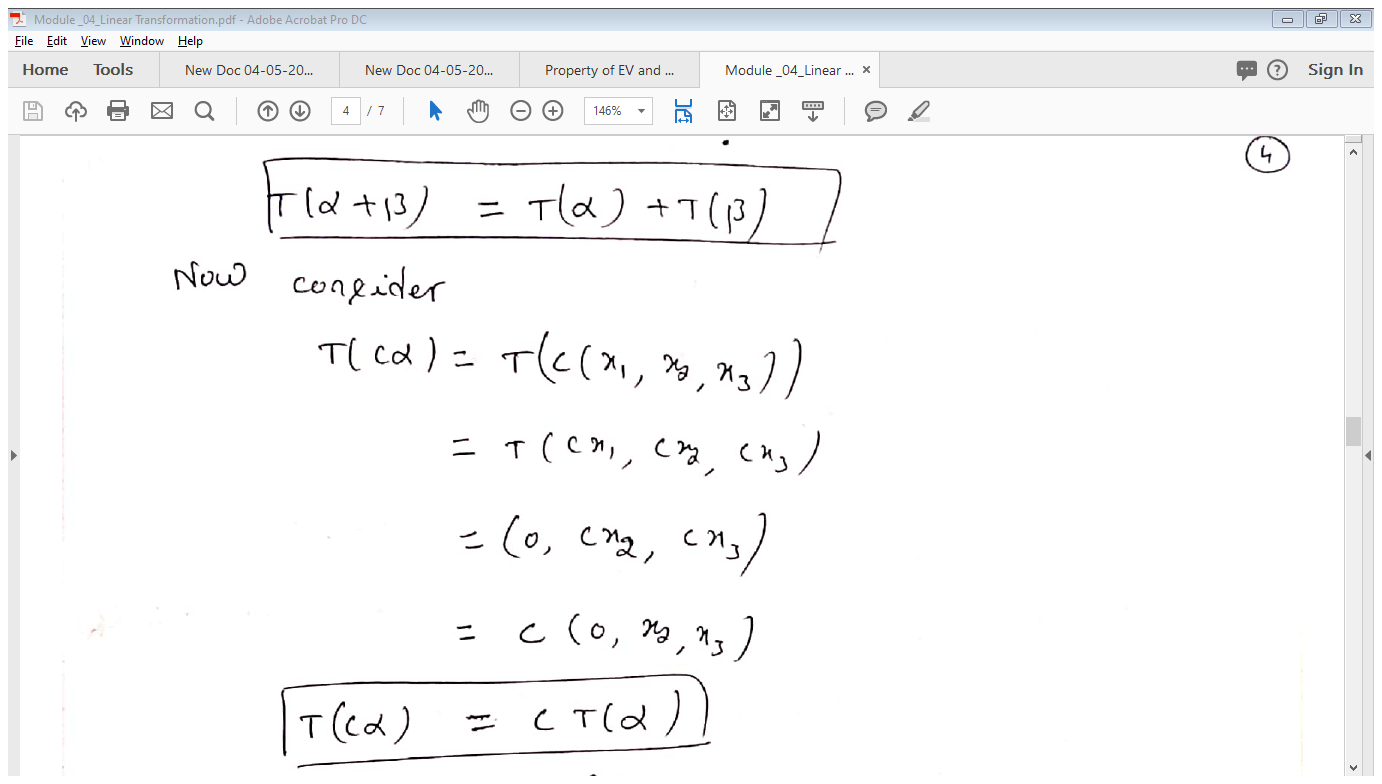 Module _04_Linear Transformation.pdf - Adobe Acrobat Pro DC
File Edit View Window Help
Home Tools New Doc 04-05-20... New Doc 04-05-20... Property of EV and ... Module _04_Linear ... × Sign In
4 / 7 146%
4
T(α+β) = T(α) + T(β)
Now consider
T(cα) = T(c(x₁, x₂, x₃))
= T(cx₁, cx₂, cx₃)
= (0, cx₂, cx₃)
= c(0, x₂, x₃)
T(cα) = c T(α)